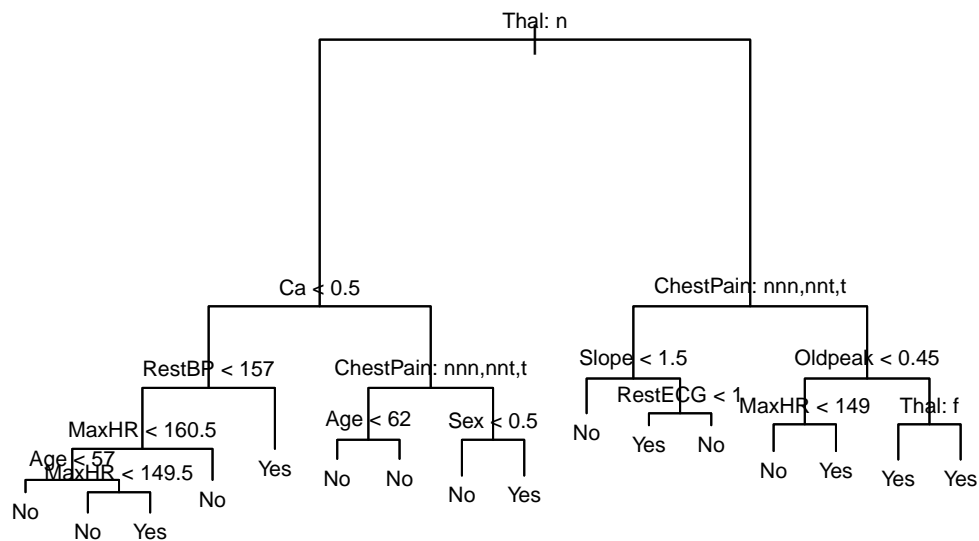 Thal: n
Ca < 0.5
ChestPain: nnn,nnt,t
RestBP < 157
ChestPain: nnn,nnt,t
Slope < 1.5
Oldpeak < 0.45
MaxHR < 160.5
Age < 62
Sex < 0.5
RestECG < 1
MaxHR < 149
Thal: f
Age < 57
MaxHR < 149.5
No
No
Yes
No
Yes
No
No
No
Yes
No
Yes
No
No
Yes
Yes
Yes